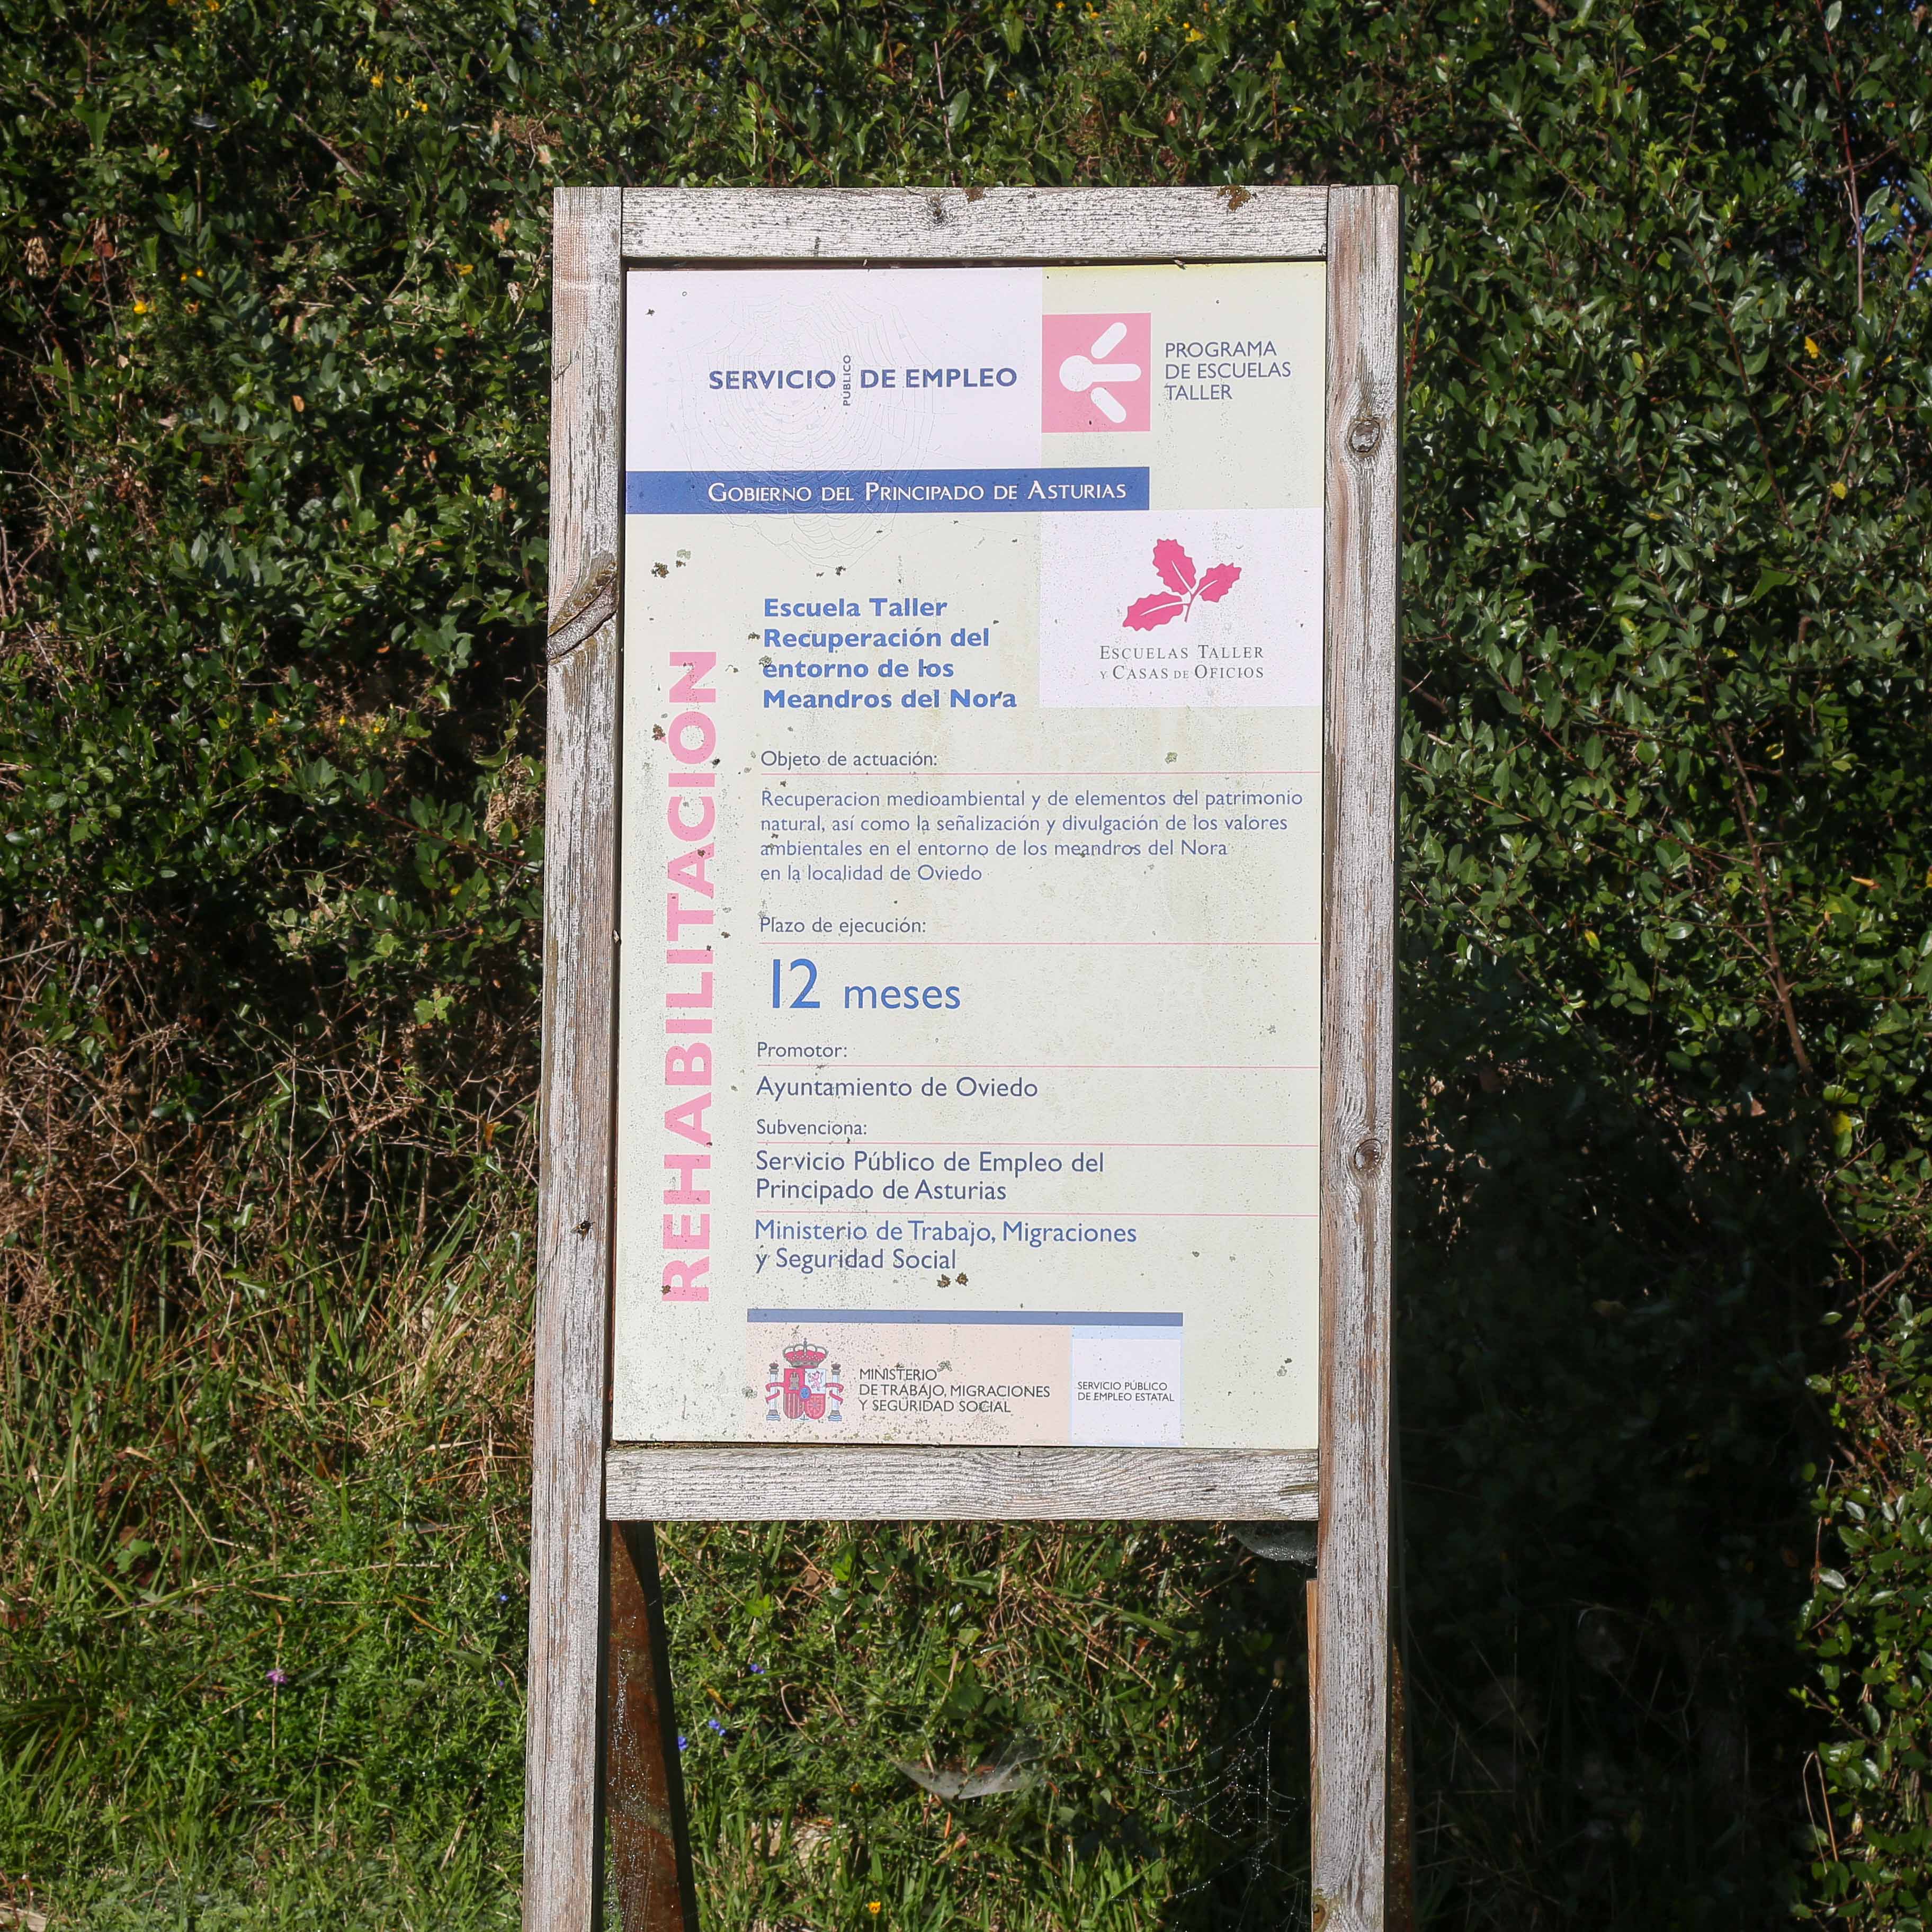 SERVICIO PÚBLICO DE EMPLEO
PROGRAMA
DE ESCUELAS
TALLER
GOBIERNO DEL PRINCIPADO DE ASTURIAS
Escuela Taller
Recuperación del
entorno de los
Meandros del Nora
ESCUELAS TALLER
Y CASAS DE OFICIOS
REHABILITACIÓN
Objeto de actuación:
Recuperacion medioambiental y de elementos del patrimonio
natural, así como la señalización y divulgación de los valores
ambientales en el entorno de los meandros del Nora
en la localidad de Oviedo
Plazo de ejecución:
12 meses
Promotor:
Ayuntamiento de Oviedo
Subvenciona:
Servicio Público de Empleo del
Principado de Asturias
Ministerio de Trabajo, Migraciones
y Seguridad Social
MINISTERIO
DE TRABAJO, MIGRACIONES
Y SEGURIDAD SOCIAL
SERVICIO PÚBLICO
DE EMPLEO ESTATAL